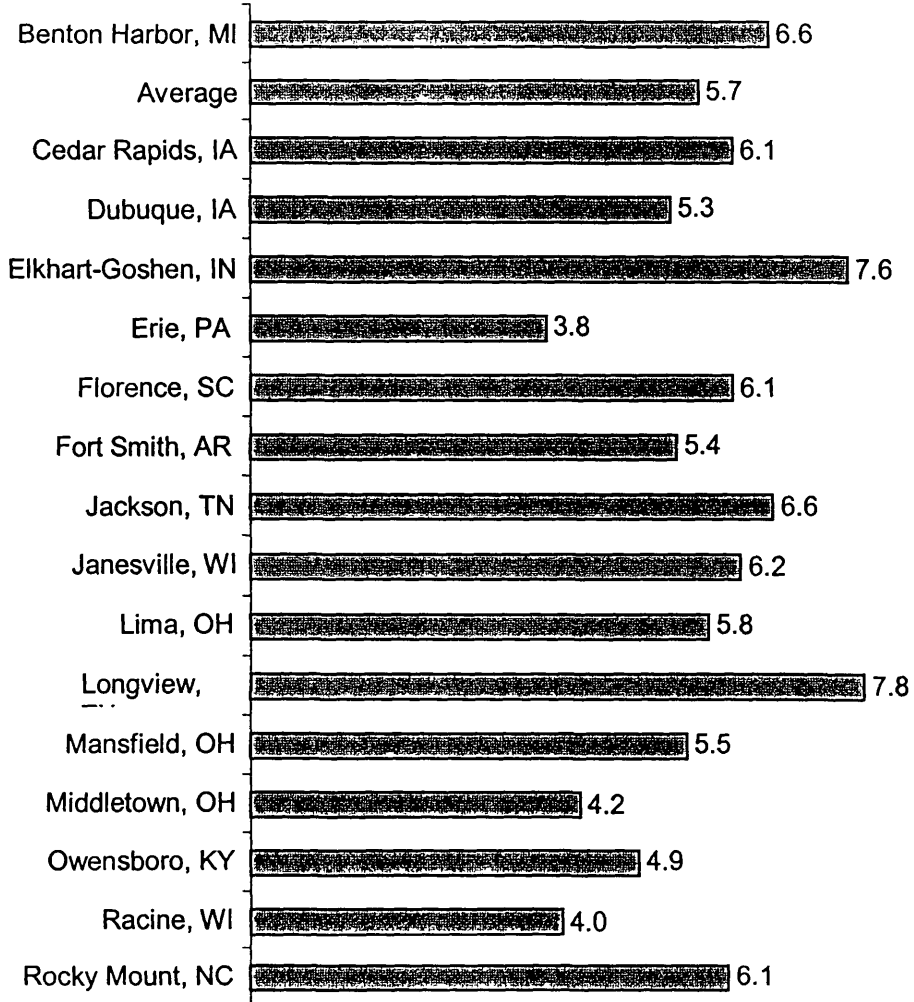 Benton Harbor, MI 6.6
Average 5.7
Cedar Rapids, IA 6.1
Dubuque, IA 5.3
Elkhart-Goshen, IN 7.6
Erie, PA 3.8
Florence, SC 6.1
Fort Smith, AR 5.4
Jackson, TN 6.6
Janesville, WI 6.2
Lima, OH 5.8
Longview, 7.8
Mansfield, OH 5.5
Middletown, OH 4.2
Owensboro, KY 4.9
Racine, WI 4.0
Rocky Mount, NC 6.1